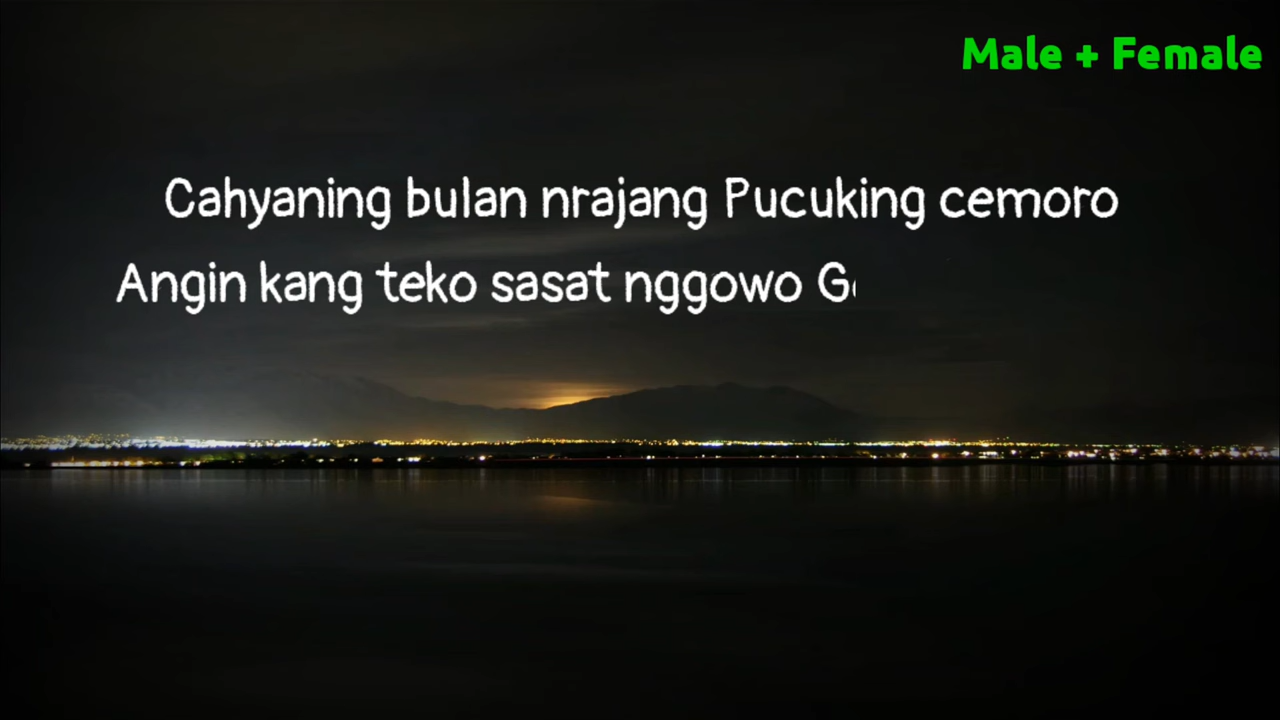 Male + Female
Cahyaning bulan nrajang Pucuking cemoro
Angin kang teko sasat nggowo